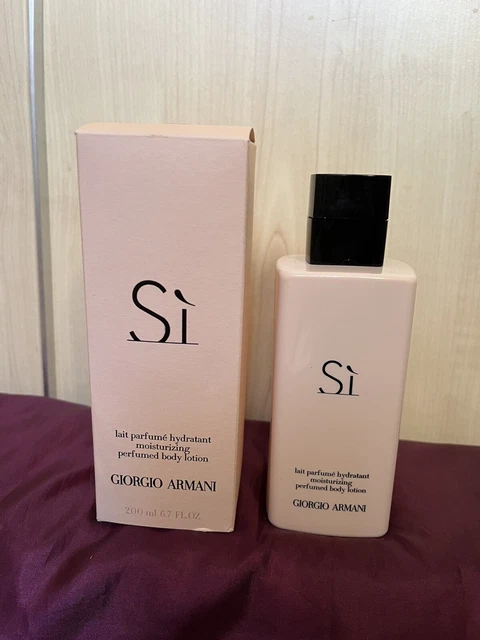 Sì
lait parfumé hydratant
moisturizing
perfumed body lotion
GIORGIO ARMANI
200 ml 6.7 FL.OZ.
Sì
lait parfumé hydratant
moisturizing
perfumed body lotion
GIORGIO ARMANI